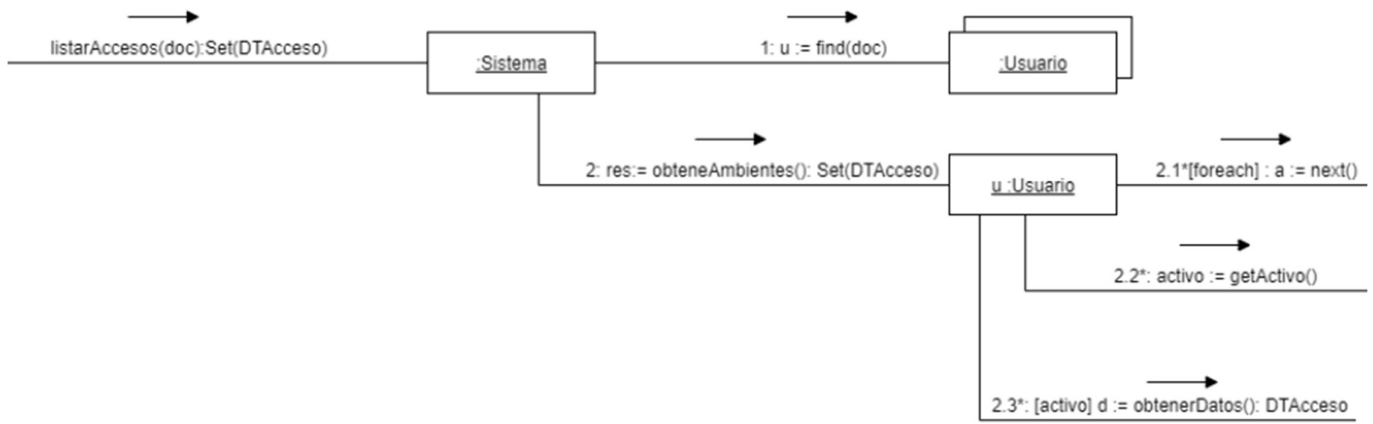 listarAccesos(doc):Set(DTAcceso)
:Sistema
1: u := find(doc)
:Usuario
2: res:= obteneAmbientes(): Set(DTAcceso)
u :Usuario
2.1*[foreach] : a := next()
2.2*: activo := getActivo()
2.3*: [activo] d := obtenerDatos(): DTAcceso